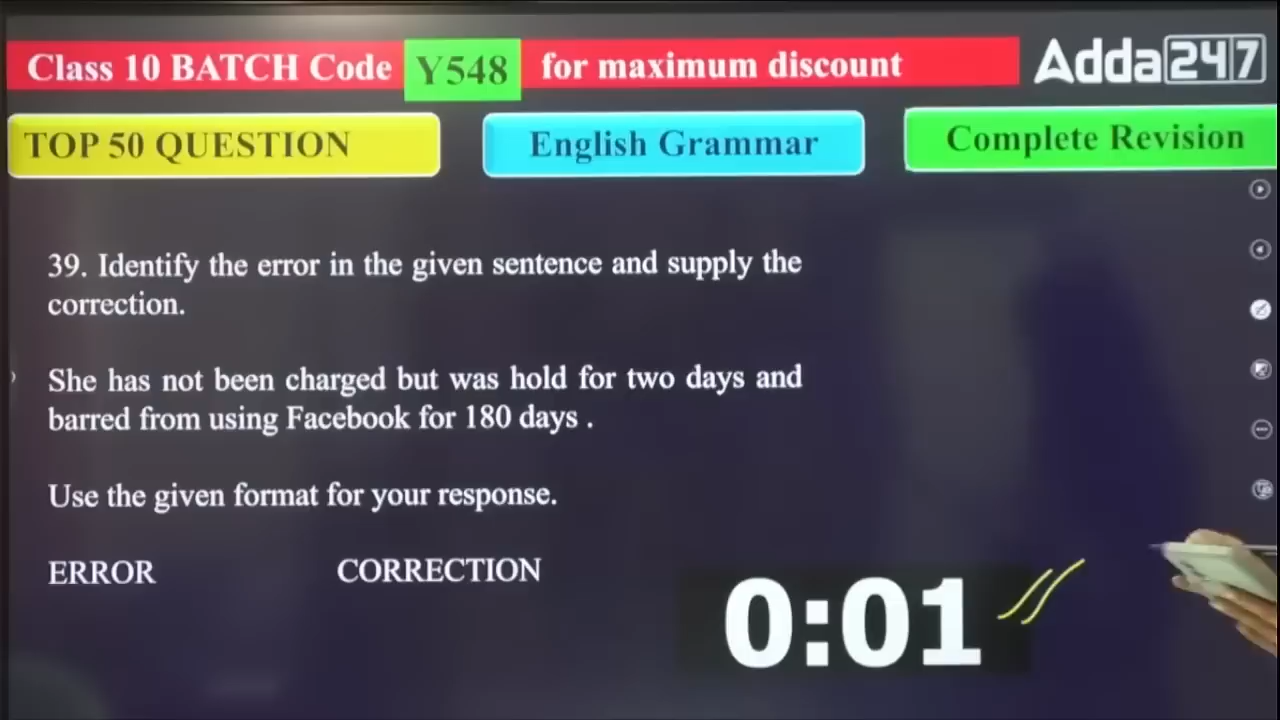 Class 10 BATCH Code Y548 for maximum discount
Adda247
TOP 50 QUESTION
English Grammar
Complete Revision
39. Identify the error in the given sentence and supply the
correction.
She has not been charged but was hold for two days and
barred from using Facebook for 180 days .
Use the given format for your response.
ERROR CORRECTION
0:01